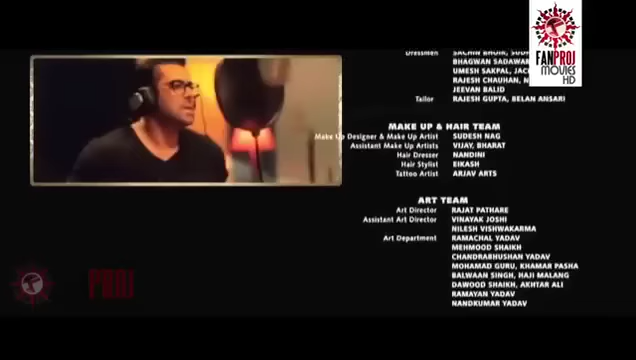 FANPROJ
MOVIES
HD
Dressmen SACHIN BHOIR,
BHAGWAN
UMESH SAKPAL,
RAJESH CHAUHAN,
JEEVAN BALID
Tailor RAJESH GUPTA, BELAN ANSARI
MAKE UP & HAIR TEAM
Make Up Designer & Make Up Artist SUDESH NAG
Assistant Make Up Artists VIJAY, BHARAT
Hair Dresser NANDINI
Hair Stylist EIKASH
Tattoo Artist ARJAV ARTS
ART TEAM
Art Director RAJAT PATHARE
Assistant Art Director VINAYAK JOSHI
NILESH VISHWAKARMA
Art Department RAMACHAL YADAV
MEHMOOD SHAIKH
CHANDRABHUSHAN YADAV
MOHAMAD GURU, KHAMAR PASHA
BALWAAN SINGH, HAJI MALANG
DAWOOD SHAIKH, AKHTAR ALI
RAMAYAN YADAV
NANDKUMAR YADAV